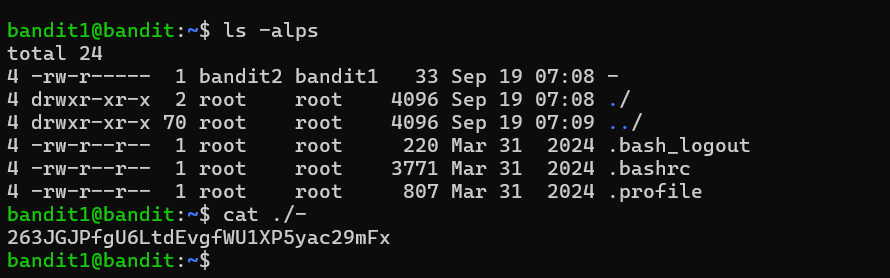 bandit1@bandit:~$ ls -alps
total 24
4 -rw-r-----  1 bandit2 bandit1   33 Sep 19 07:08 -
4 drwxr-xr-x  2 root    root    4096 Sep 19 07:08 ./
4 drwxr-xr-x 70 root    root    4096 Sep 19 07:09 ../
4 -rw-r--r--  1 root    root     220 Mar 31  2024 .bash_logout
4 -rw-r--r--  1 root    root    3771 Mar 31  2024 .bashrc
4 -rw-r--r--  1 root    root     807 Mar 31  2024 .profile
bandit1@bandit:~$ cat ./-
263JGJPfgU6LtdEvgfWU1XP5yac29mFx
bandit1@bandit:~$